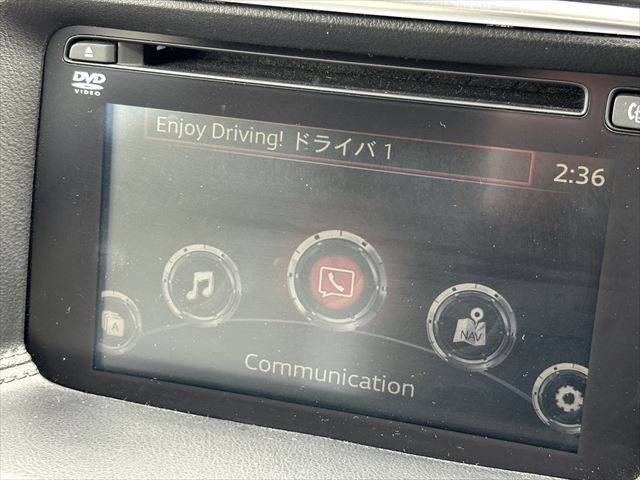 DVD
VIDEO
Enjoy Driving! ドライバ 1
2:36
A
NAV
Communication